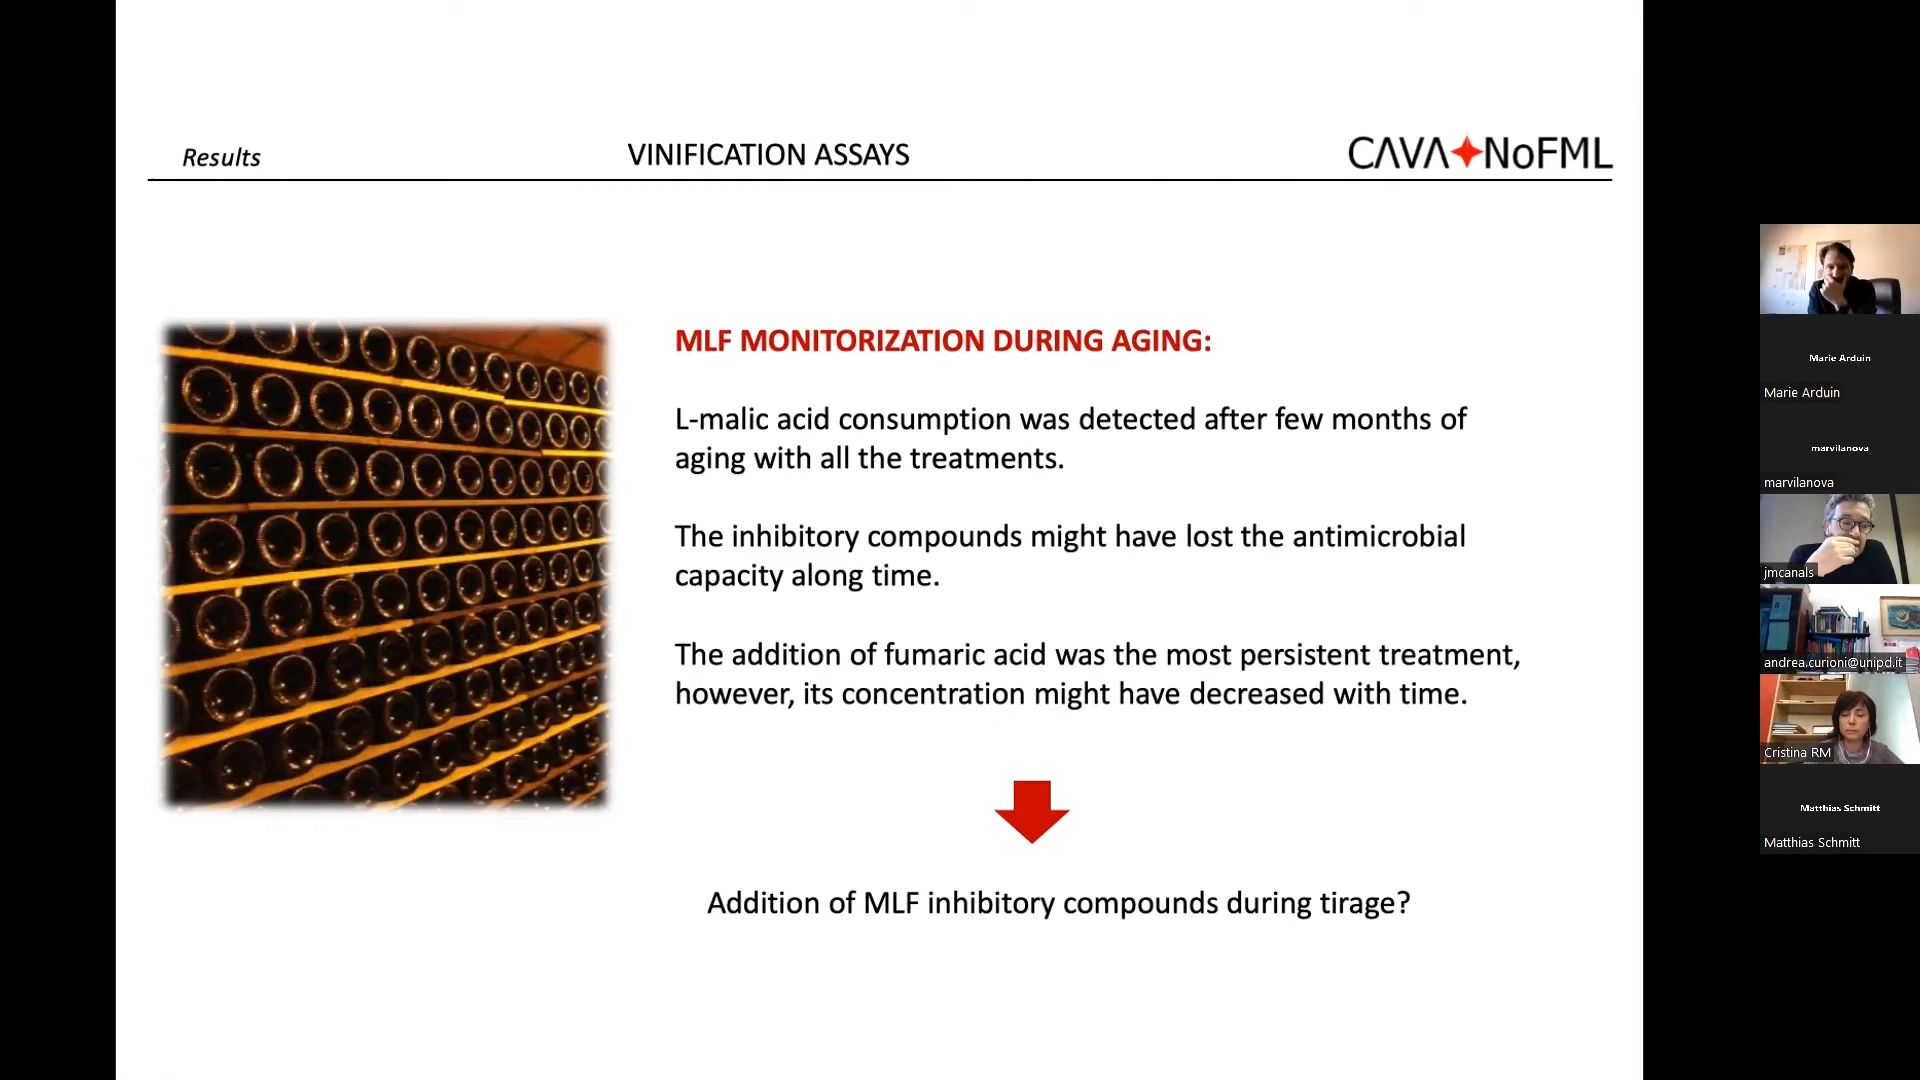 Results
VINIFICATION ASSAYS
CAVA NoFML
MLF MONITORIZATION DURING AGING:
L-malic acid consumption was detected after few months of
aging with all the treatments.
The inhibitory compounds might have lost the antimicrobial
capacity along time.
The addition of fumaric acid was the most persistent treatment,
however, its concentration might have decreased with time.
Addition of MLF inhibitory compounds during tirage?
Marie Arduin
Marie Arduin
marvilanova
marvilanova
jmcanals
andrea.curioni@unipd.it
Cristina RM
Matthias Schmitt
Matthias Schmitt